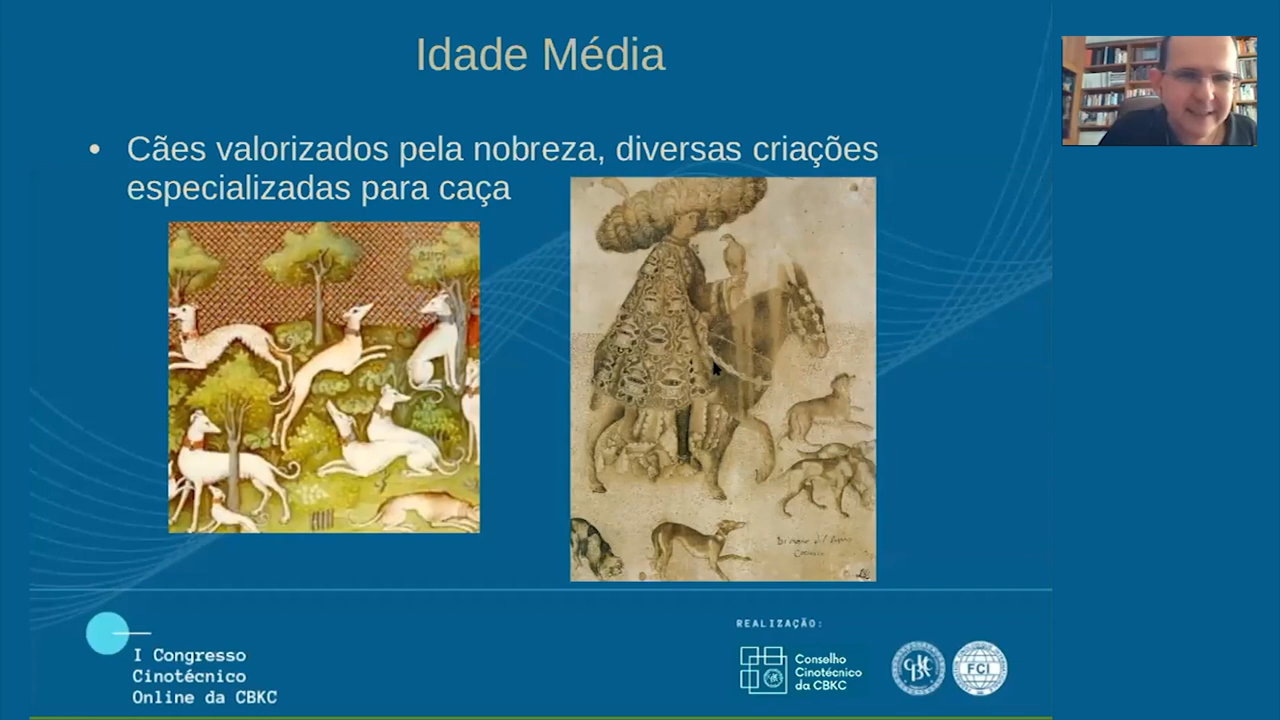 Idade Média
• Cães valorizados pela nobreza, diversas criações
especializadas para caça
I Congresso
Cinotécnico
Online da CBKC
REALIZAÇÃO:
Conselho
Cinotécnico
da CBKC
CBKC
FCI